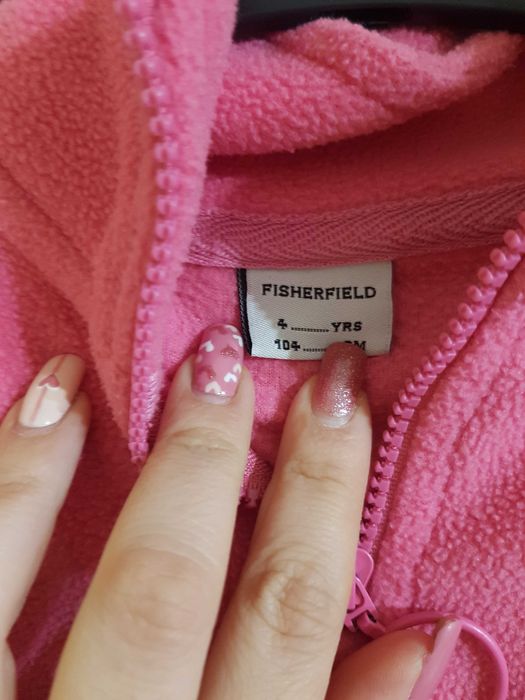 FISHERFIELD
4 ............ YRS
104 ........